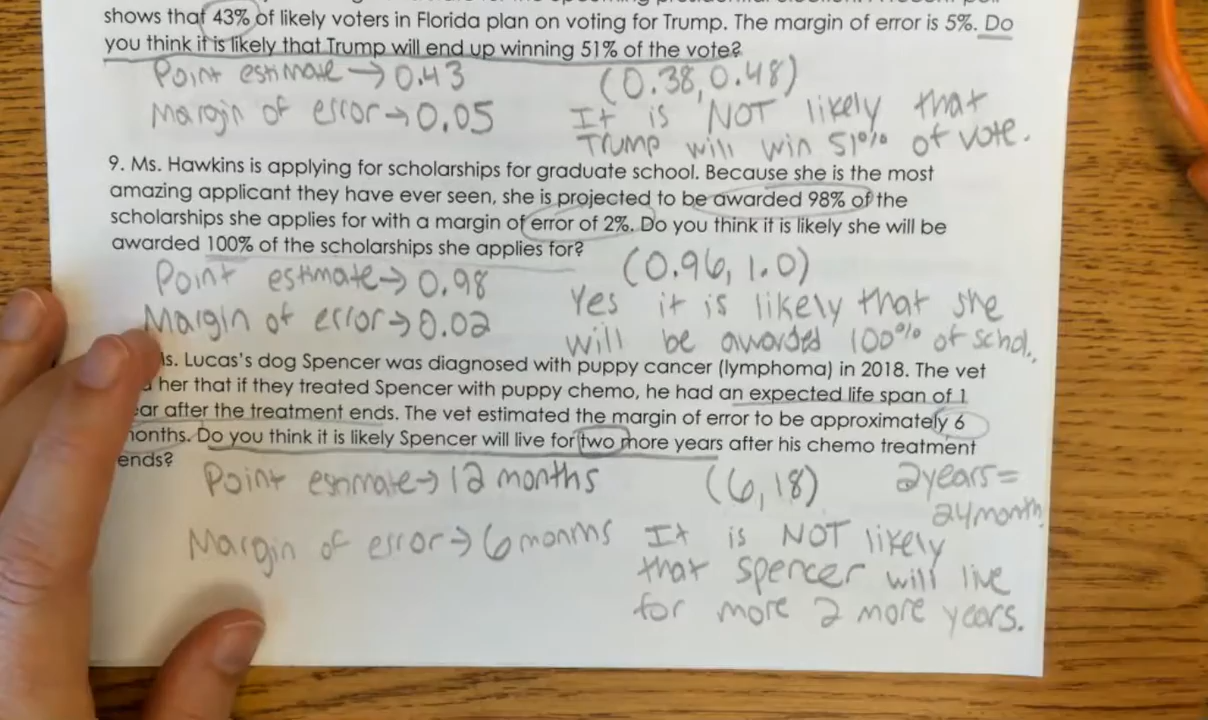 shows that 43% of likely voters in Florida plan on voting for Trump. The margin of error is 5%. Do
you think it is likely that Trump will end up winning 51% of the vote?
Point estimate → 0.43
(0.38, 0.48)
Margin of error → 0.05
It is NOT likely that
Trump will win 51% of vote.
9. Ms. Hawkins is applying for scholarships for graduate school. Because she is the most
amazing applicant they have ever seen, she is projected to be awarded 98% of the
scholarships she applies for with a margin of error of 2%. Do you think it is likely she will be
awarded 100% of the scholarships she applies for?
Point estimate → 0.98
(0.96, 1.0)
Margin of error → 0.02
Yes it is likely that she
will be awarded 100% of schol.
s. Lucas's dog Spencer was diagnosed with puppy cancer (lymphoma) in 2018. The vet
her that if they treated Spencer with puppy chemo, he had an expected life span of 1
ar after the treatment ends. The vet estimated the margin of error to be approximately 6
onths. Do you think it is likely Spencer will live for two more years after his chemo treatment
ends?
Point estimate → 12 months
(6, 18)
2 years =
24 month
Margin of error → 6 months
It is NOT likely
that spencer will live
for more 2 more years.